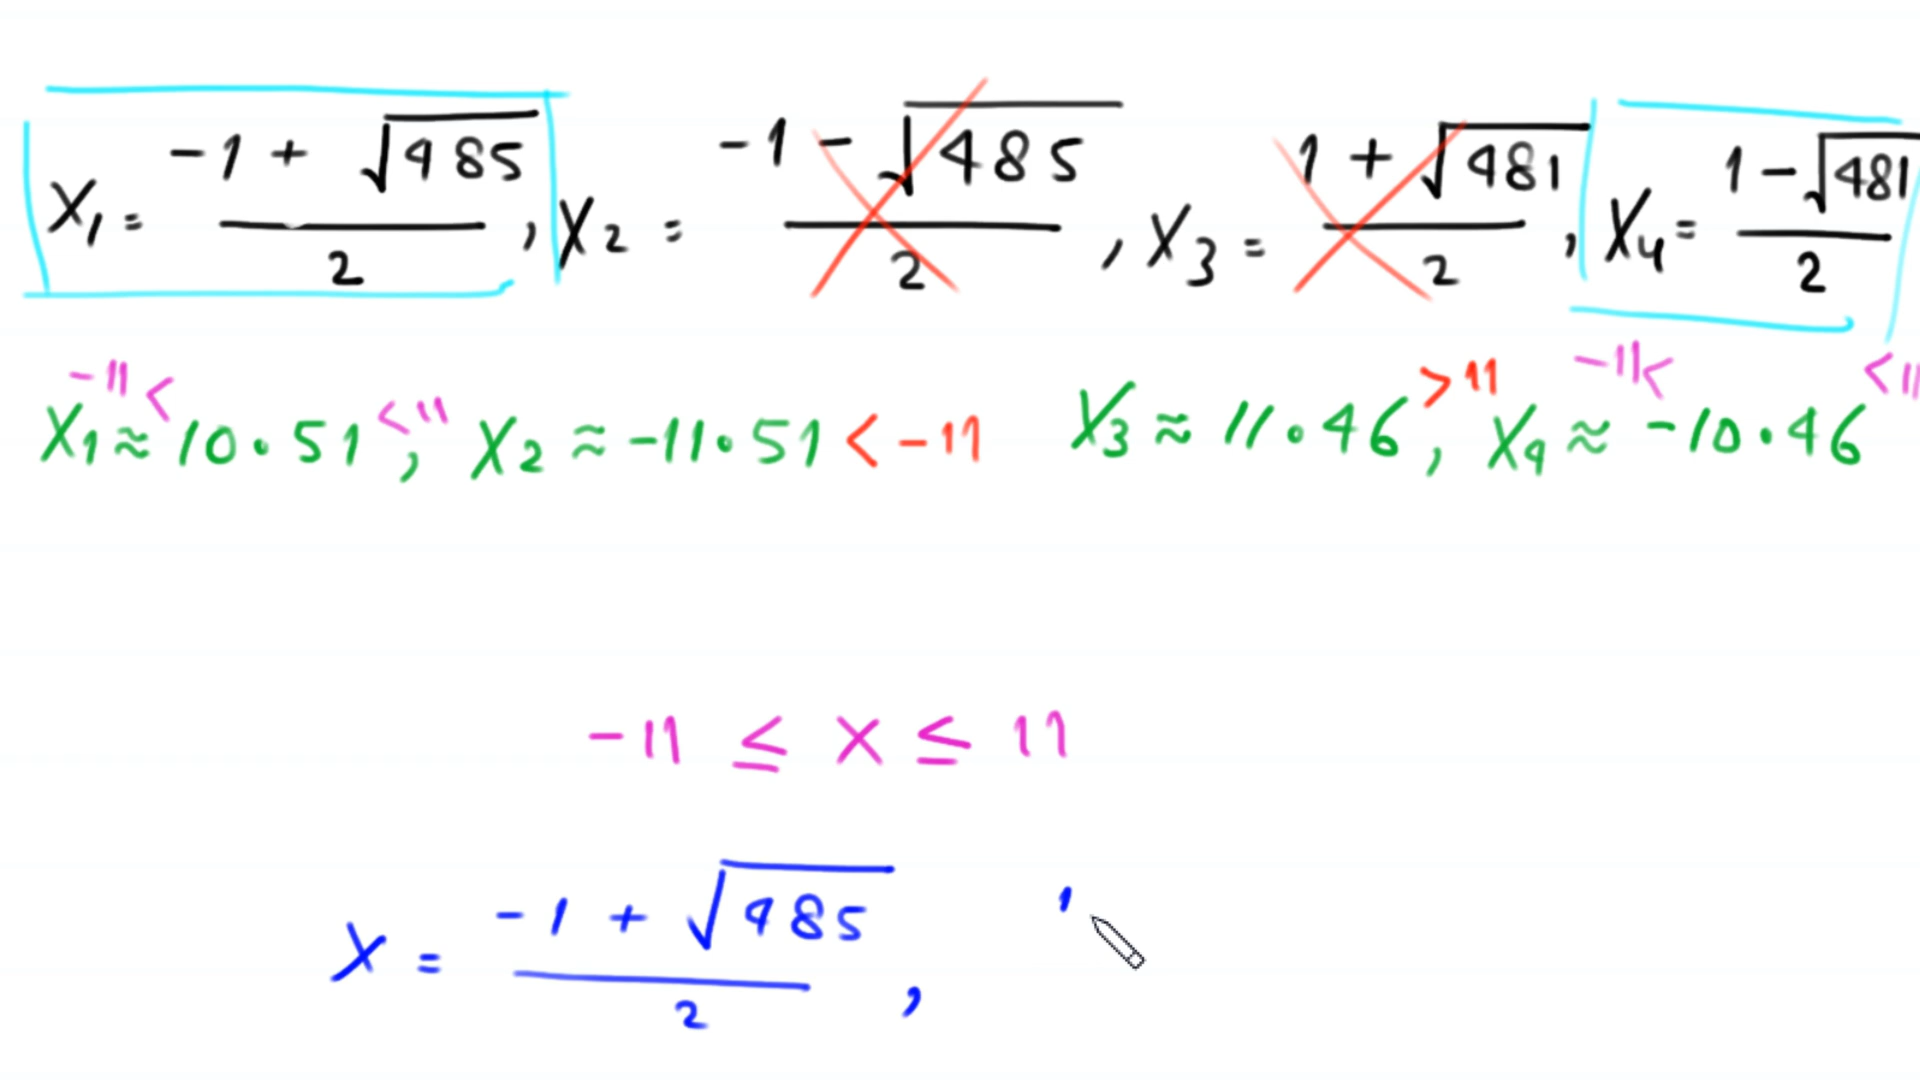 X₁ = (-1 + √485)/2 , X₂ = (-1 - √485)/2 , X₃ = (1 + √481)/2 , X₄ = (1 - √481)/2
-11 < X₁ ≈ 10.51 < 11 , X₂ ≈ -11.51 < -11 X₃ ≈ 11.46 > 11 , -11 < X₄ ≈ -10.46 < 11
-11 ≤ x ≤ 11
X = (-1 + √485)/2 ,